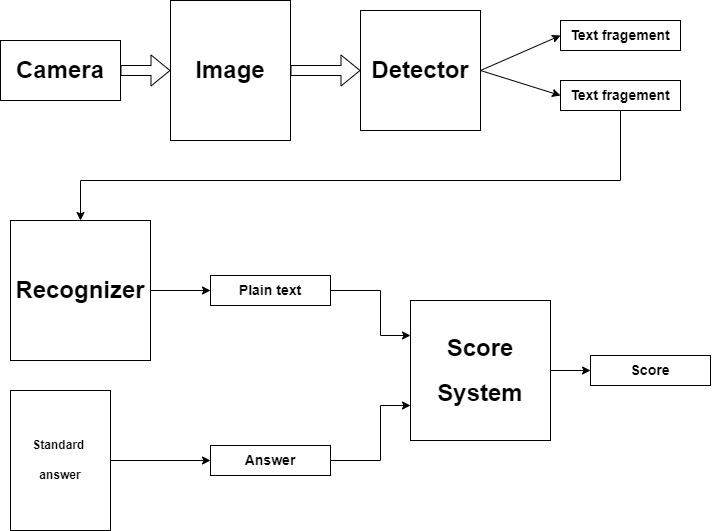 Camera
Image
Detector
Text fragement
Text fragement
Recognizer
Plain text
Score
System
Score
Standard
answer
Answer